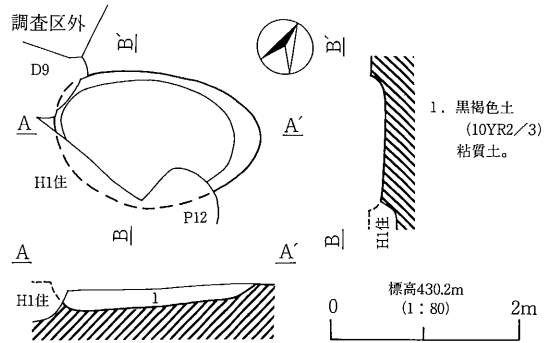 調査区外
D9
B B′
A A′
H1住
P12
B′
1．黒褐色土
(10YR2／3)
粘質土。
B
H1住
A A′
H1住
1
標高430.2m
(1：80)
0 2m